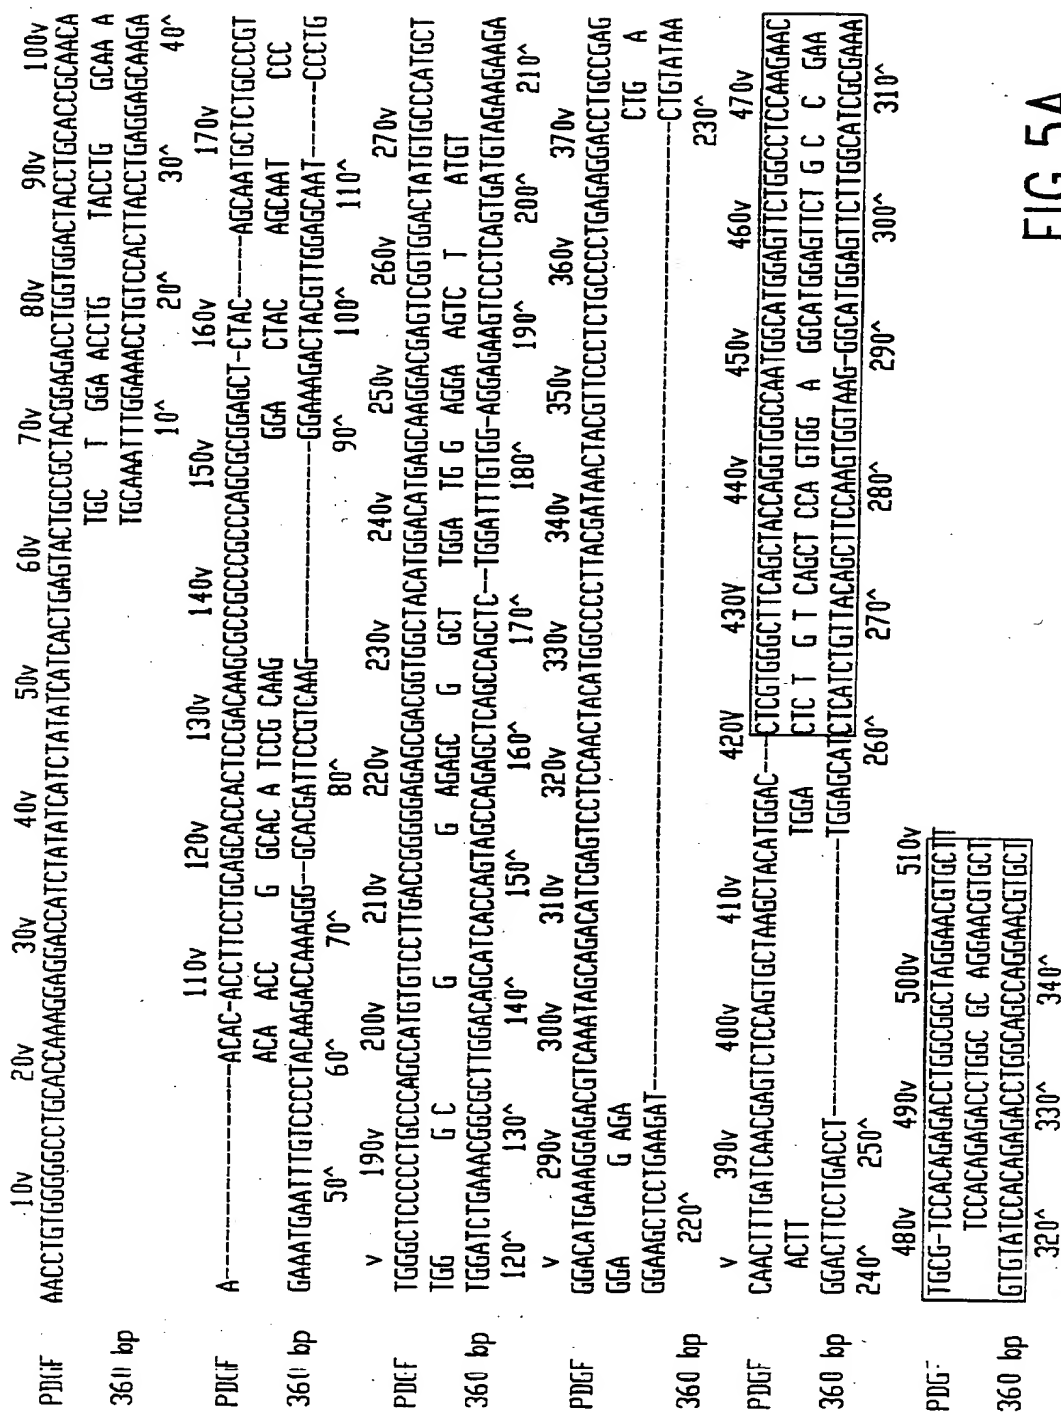 10v 20v 30v 40v 50v 60v 70v 80v 90v 100v
PDGF AACCTGTGGGGGCCTGCACCAAAGGAGGACCATCTATATCATCTATATCATCACTGAGTACTGCCGCTACGGAGACCTGGTGGACTACCTGCACCGCAACA
TGC T GGA ACCTG TACCTG GCAA A
360 bp TGCAAATTTGGAAACCTGTCCACTTACCTGAGGAGCAAGA
10^ 20^ 30^ 40^
110v 120v 130v 140v 150v 160v 170v
PDGF A-----------------ACAC-ACCTTCCTGCAGCACCACTCCGACAAGCGCCGCCCGCCCAGCGCGGAGCT-CTAC-----AGCAATGCTCTGCCCGT
ACA ACC G GCAC A TCCG CAAG GGA CTAC AGCAAT CCC
360 bp GAAATGAATTTGTCCCCTACAAGACCAAAGGG--GCACGATTCCGTCAAG-----------------GGAAAGACTACGTTGGAGCAAT-----CCCTG
50^ 60^ 70^ 80^ 90^ 100^ 110^
v 190v 200v 210v 220v 230v 240v 250v 260v 270v
PDGF TGGGCTCCCCCTGCCCAGCCATGTGTCCTTGACCGGGGGAGAGCGACGGTGGCTACATGGACATGAGCAAGGACGAGTCGGTGGACTATGTGCCCATGCT
TGG G C G G AGAGC G GCT TGGA TG G AGGA AGTC T ATGT
360 bp TGGATCTGAAACGGCGCTTGGACAGCATCACCAGTAGCCAGAGCTCAGCCAGCTC--TGGATTTGTGG-AGGAGAAGTCCCTCAGTGATGTAGAAGAAGA
120^ 130^ 140^ 150^ 160^ 170^ 180^ 190^ 200^ 210^
v 290v 300v 310v 320v 330v 340v 350v 360v 370v
PDGF GGACATGAAAGGAGACGTCAAATAGCAGACATCGAGTCCTCCAACTACATGGCCCCTTACGATAACTACGTTCCCTCTGCCCCTGAGAGGACCTGCCGAG
GGA G AGA CTG A
360 bp GGAAGCTCCTGAAGAT---------------------------------------------------------------------------CTGTATAA
220^ 230^
v 390v 400v 410v 420V 430V 440v 450v 460v 470v
PDGF CAACTTTGATCAACGAGTCTCCAGTGCTAAGCTACATGGAC---CTCGTGGGCTTCAGCTACCAGGTGGCCAATGGCATGGAGTTCTGGCCTCCAAGAAC
ACTT TGGA CTC T G T CAGCT CCA GTGG A GGCATGGAGTTCT G C C GAA
360 bp GGACTTCCTGACCT---------------------TGGAGCATCTCATCTGTTACAGCTTCCAAGTGGTAAG-GGCATGGAGTTCTTGGCATCGCGAAA
240^ 250^ 260^ 270^ 280^ 290^ 300^ 310^
480v 490v 500v 510v
PDG- TGCG-TCCACAGAGACCTGGCGGCTAGGAACGTGCTT
TCCACAGAGACCTGGC GC AGGAACGTGCT
360 bp GTGTATCCACAGAGACCTGGCAGCCAGGAACGTGCT
320^ 330^ 340^
FIG. 5A